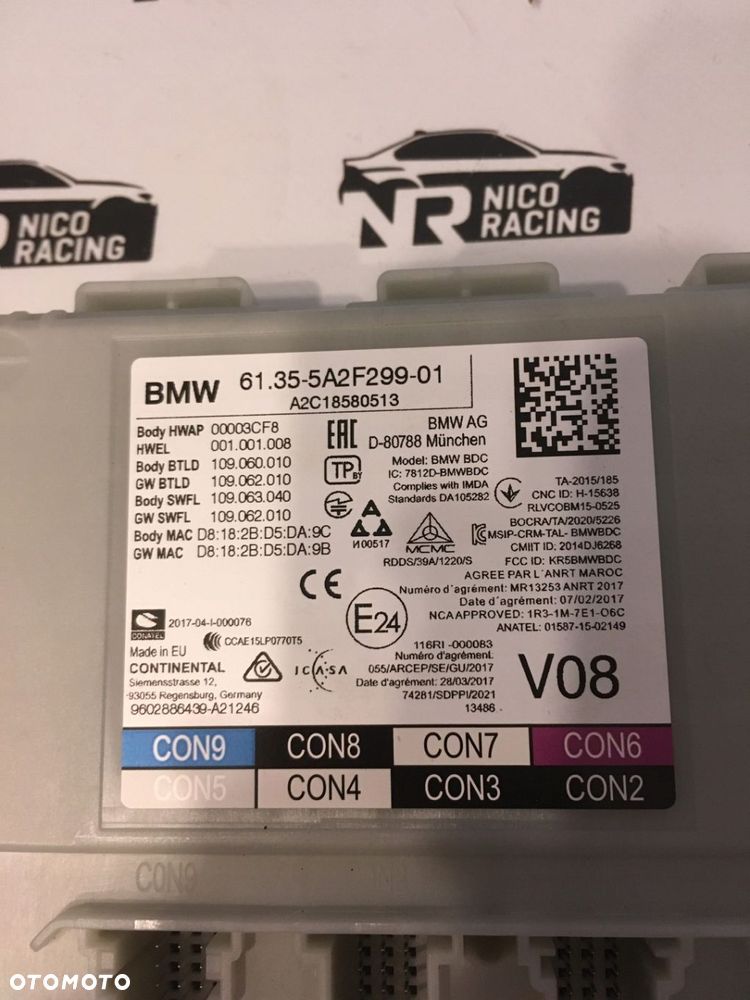 NICO
RACING
NR NICO
RACING
BMW 61.35-5A2F299-01
A2C18580513
Body HWAP 00003CF8
HWEL 001.001.008
Body BTLD 109.060.010
GW BTLD 109.062.010
Body SWFL 109.063.040
GW SWFL 109.062.010
Body MAC D8:18:2B:D5:DA:9C
GW MAC D8:18:2B:D5:DA:9B
EAC
TP BY
И00517
BMW AG
D-80788 München
Model: BMW BDC
IC: 7812D-BMWBDC
Complies with IMDA
Standards DA105282
MCMC
RDDS/39A/1220/S
TA-2015/185
CNC ID: H-15638
RLVCOBM15-0525
BOCRA/TA/2020/5226
MSIP-CRM-TAL- BMWBDC
CMIIT ID: 2014DJ6268
FCC ID: KR5BMWBDC
AGREE PAR L'ANRT MAROC
Numéro d'agrément: MR13253 ANRT 2017
Date d'agrément: 07/02/2017
NCA APPROVED: 1R3-1M-7E1-O6C
ANATEL: 01587-15-02149
CE
E24
CONATEL
2017-04-I-000076
CCAE15LP0770T5
Made in EU
CONTINENTAL
Siemensstrasse 12,
93055 Regensburg, Germany
9602886439-A21246
ICASA
116RI-000083
Numéro d'agrément
055/ARCEP/SE/GU/2017
Date d'agrément: 28/03/2017
74281/SDPPI/2021
13486
V08
CON9 CON8 CON7 CON6
CON5 CON4 CON3 CON2
CON9
OTOMOTO